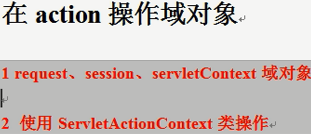 在 action 操作域对象
1 request、session、servletContext 域对象
2 使用 ServletActionContext 类操作